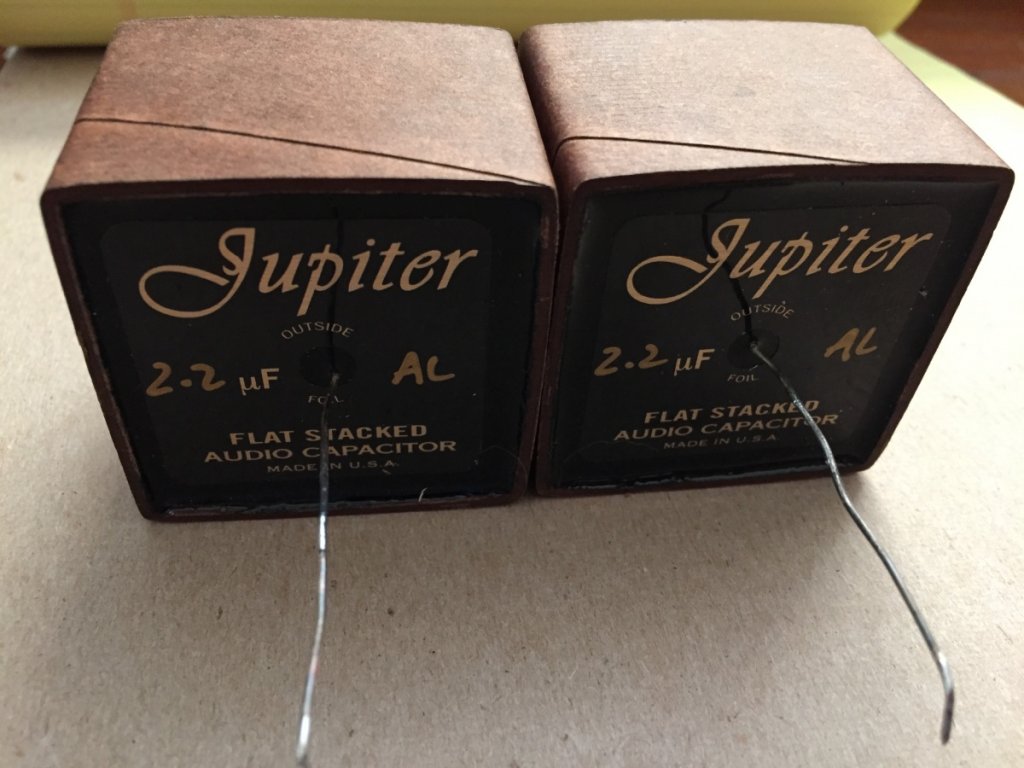 Jupiter
OUTSIDE
2.2 µF AL
FOIL
FLAT STACKED
AUDIO CAPACITOR
MADE IN U.S.A.
Jupiter
OUTSIDE
2.2 µF AL
FOIL
FLAT STACKED
AUDIO CAPACITOR
MADE IN U.S.A.